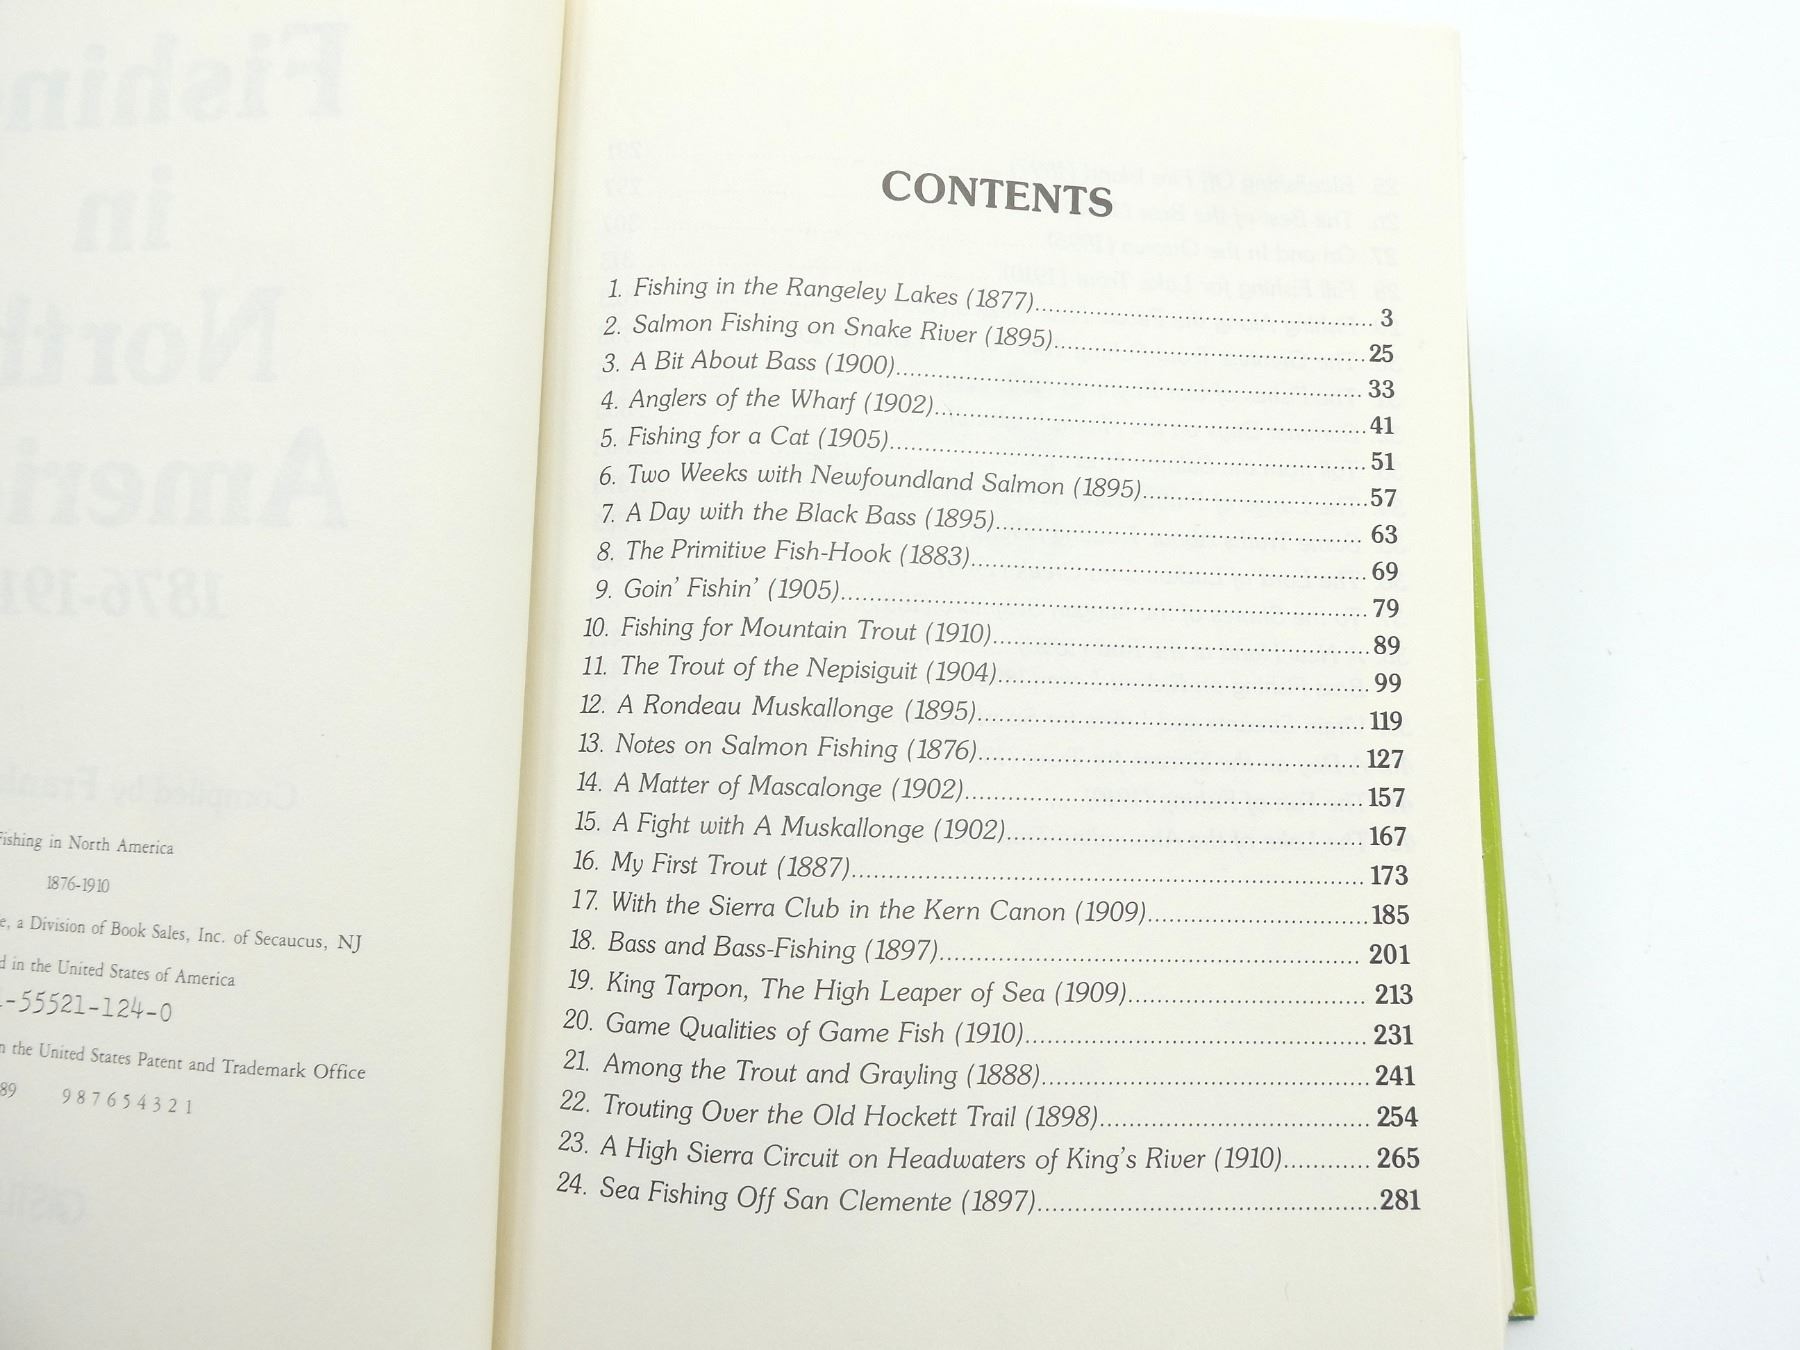 Fishing in North America
1876-1910
a Division of Book Sales, Inc. of Secaucus, NJ
in the United States of America
-55521-124-0
the United States Patent and Trademark Office
89 9 8 7 6 5 4 3 2 1
CONTENTS
1. Fishing in the Rangeley Lakes (1877) 3
2. Salmon Fishing on Snake River (1895) 25
3. A Bit About Bass (1900) 33
4. Anglers of the Wharf (1902) 41
5. Fishing for a Cat (1905) 51
6. Two Weeks with Newfoundland Salmon (1895) 57
7. A Day with the Black Bass (1895) 63
8. The Primitive Fish-Hook (1883) 69
9. Goin' Fishin' (1905) 79
10. Fishing for Mountain Trout (1910) 89
11. The Trout of the Nepisiguit (1904) 99
12. A Rondeau Muskallonge (1895) 119
13. Notes on Salmon Fishing (1876) 127
14. A Matter of Mascalonge (1902) 157
15. A Fight with A Muskallonge (1902) 167
16. My First Trout (1887) 173
17. With the Sierra Club in the Kern Canon (1909) 185
18. Bass and Bass-Fishing (1897) 201
19. King Tarpon, The High Leaper of Sea (1909) 213
20. Game Qualities of Game Fish (1910) 231
21. Among the Trout and Grayling (1888) 241
22. Trouting Over the Old Hockett Trail (1898) 254
23. A High Sierra Circuit on Headwaters of King's River (1910) 265
24. Sea Fishing Off San Clemente (1897) 281